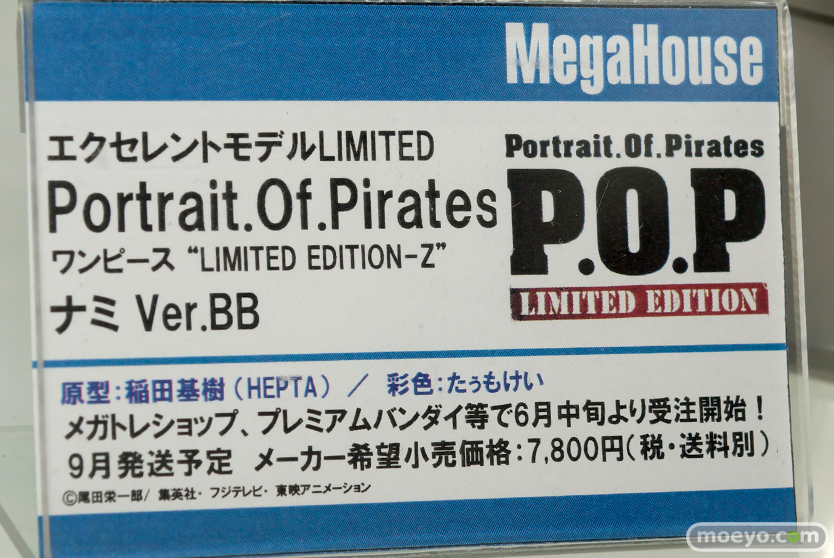 MegaHouse
エクセレントモデルLIMITED
Portrait.Of.Pirates
ワンピース “LIMITED EDITION-Z”
ナミ Ver.BB
Portrait.Of.Pirates
P.O.P
LIMITED EDITION
原型：稲田基樹（HEPTA） ／ 彩色：たぅもけい
メガトレショップ、プレミアムバンダイ等で6月中旬より受注開始！
9月発送予定 メーカー希望小売価格：7,800円（税・送料別）
©尾田栄一郎/ 集英社・ フジテレビ・ 東映アニメーション
moeyo.com